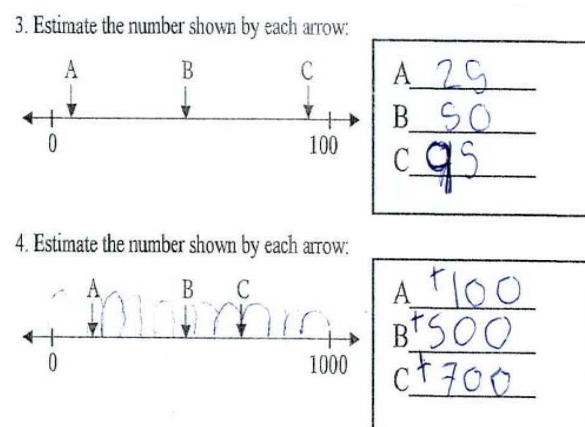 3. Estimate the number shown by each arrow:
A B C
0 100
A 25
B 50
C 95
4. Estimate the number shown by each arrow:
A B C
0 1000
A +100
B +500
C +700